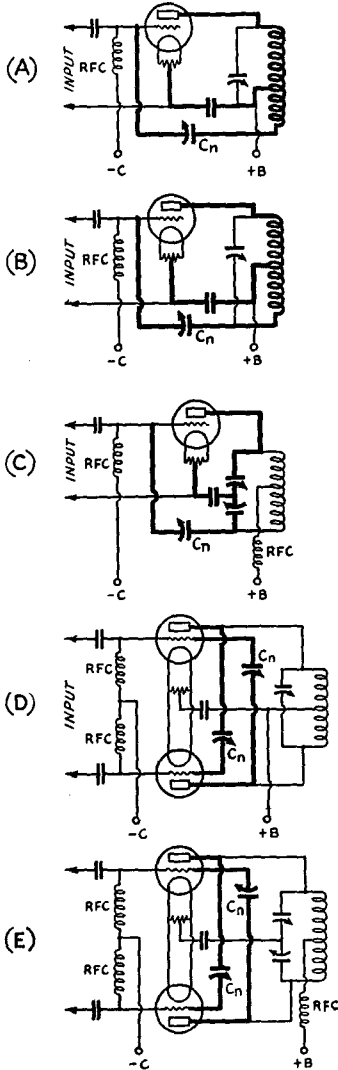 (A)
INPUT
RFC
Cn
-C
+B
(B)
INPUT
RFC
Cn
-C
+B
(C)
INPUT
RFC
Cn
RFC
-C
+B
(D)
INPUT
RFC
RFC
Cn
Cn
-C
+B
(E)
RFC
RFC
Cn
Cn
RFC
-C
+B